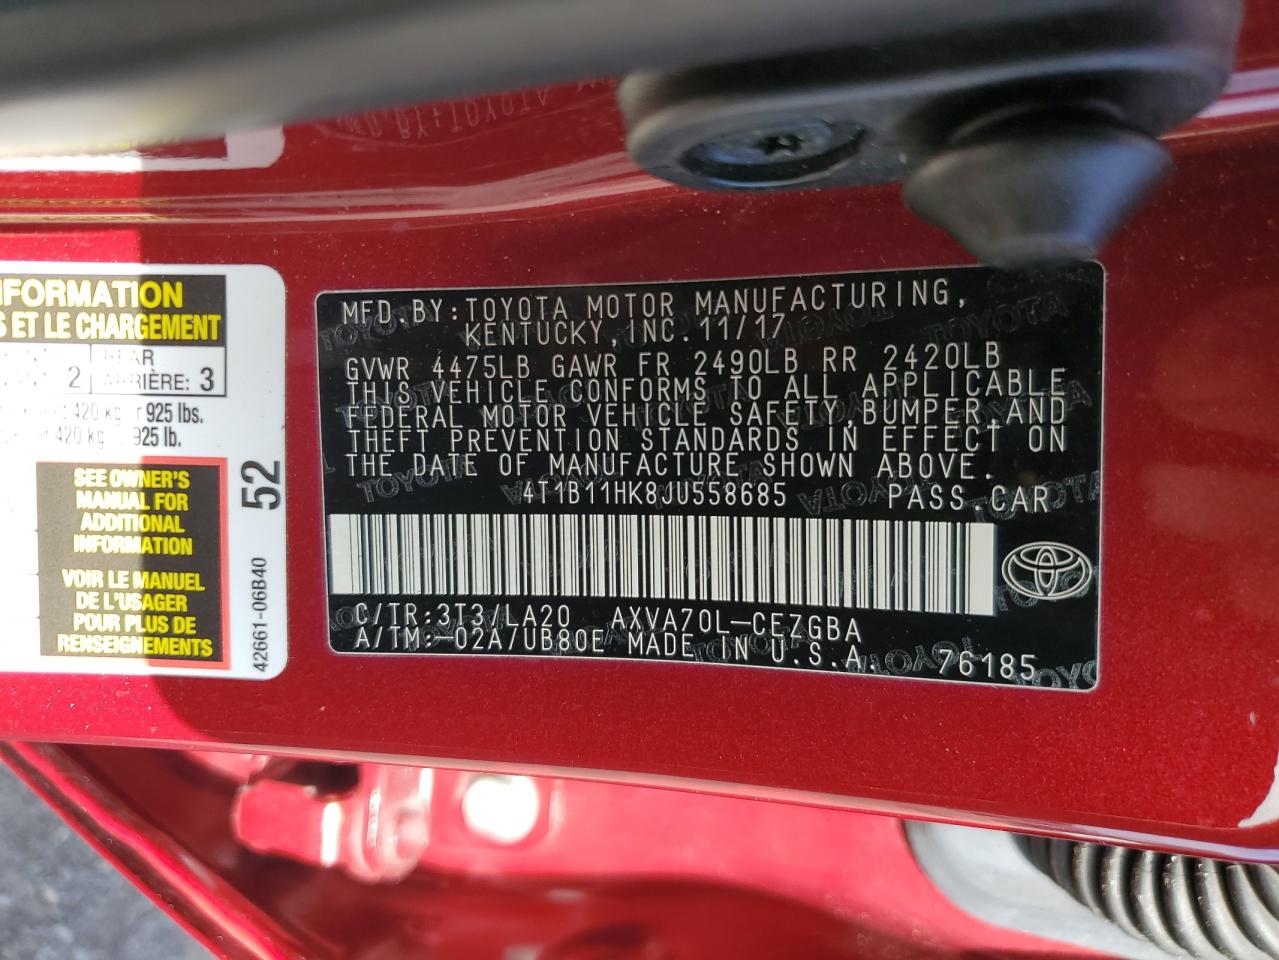 NFORMATION
S ET LE CHARGEMENT
2
RIÈRE: 3
420 kg 925 lbs.
420 kg 925 lb.
SEE OWNER'S
MANUAL FOR
ADDITIONAL
INFORMATION
VOIR LE MANUEL
DE L'USAGER
POUR PLUS DE
RENSEIGNEMENTS
52
42661-06B40
MFD.BY:TOYOTA MOTOR MANUFACTURING,
KENTUCKY,INC.11/17
GVWR 4475LB GAWR FR 2490LB RR 2420LB
THIS VEHICLE CONFORMS TO ALL APPLICABLE
FEDERAL MOTOR VEHICLE SAFETY,BUMPER,AND
THEFT PREVENTION STANDARDS IN EFFECT ON
THE DATE OF MANUFACTURE SHOWN ABOVE.
4T1B11HK8JU558685 PASS.CAR
C/TR:3T3/LA20 AXVA70L-CEZGBA
A/TM:-02A/UB80E MADE IN U.S.A. 76185